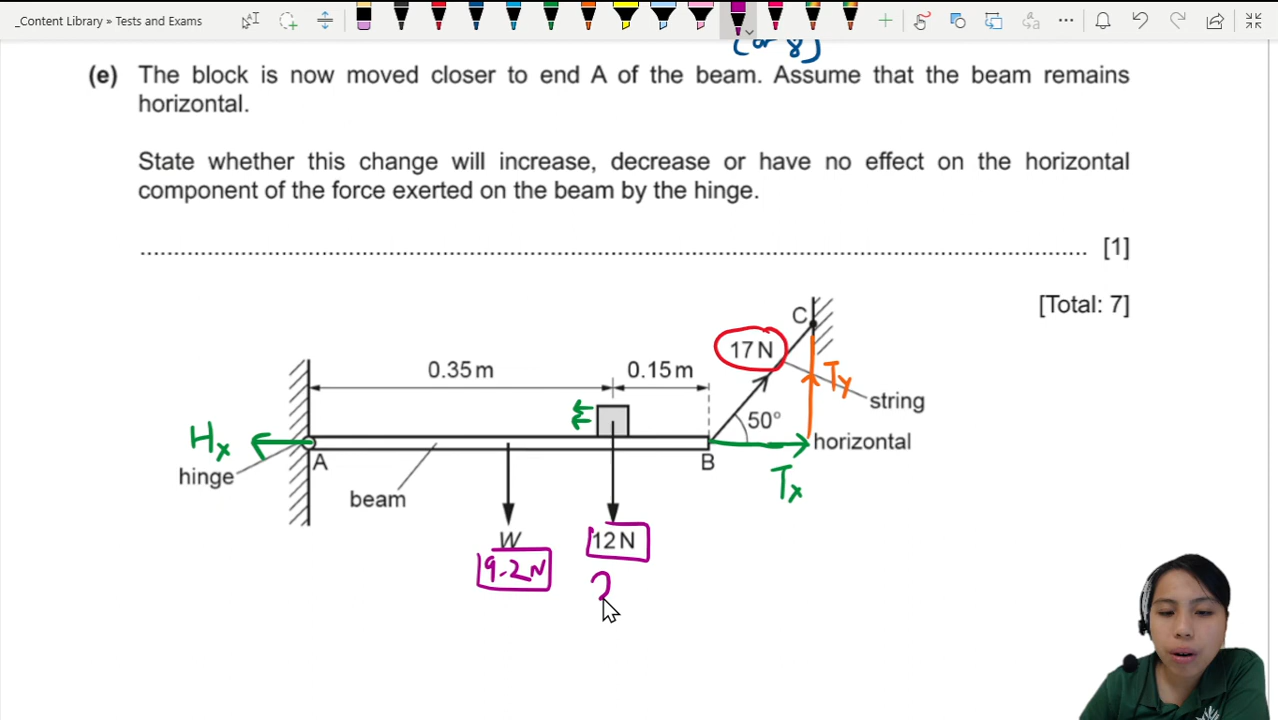 _Content Library » Tests and Exams
(or γ)
(e) The block is now moved closer to end A of the beam. Assume that the beam remains
horizontal.
State whether this change will increase, decrease or have no effect on the horizontal
component of the force exerted on the beam by the hinge.
[1]
[Total: 7]
C
17 N
0.35 m
0.15 m
Ty
string
50°
Hx
horizontal
hinge
A
B
Tx
beam
W
12 N
9.2N
?